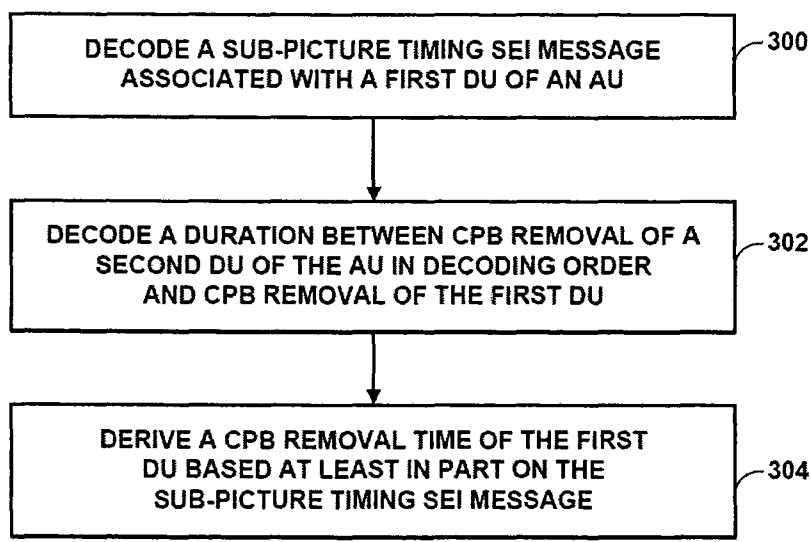 DECODE A SUB-PICTURE TIMING SEI MESSAGE
ASSOCIATED WITH A FIRST DU OF AN AU
300
DECODE A DURATION BETWEEN CPB REMOVAL OF A
SECOND DU OF THE AU IN DECODING ORDER
AND CPB REMOVAL OF THE FIRST DU
302
DERIVE A CPB REMOVAL TIME OF THE FIRST
DU BASED AT LEAST IN PART ON THE
SUB-PICTURE TIMING SEI MESSAGE
304